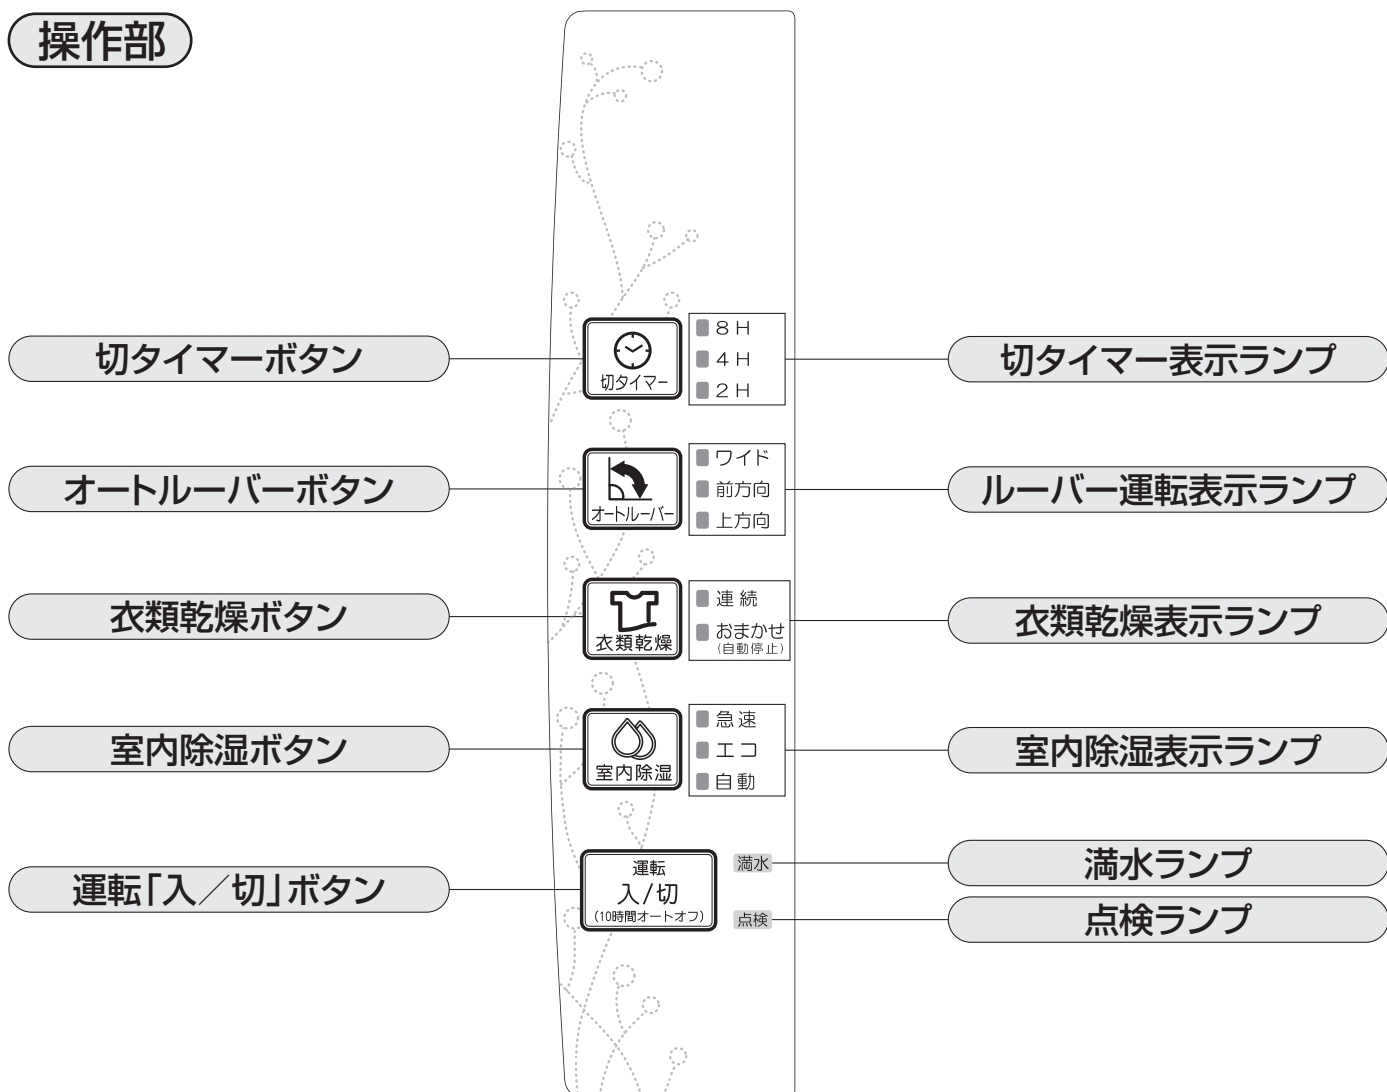 操作部
切タイマーボタン
切タイマー
8H
4H
2H
切タイマー表示ランプ
オートルーバーボタン
オートルーバー
ワイド
前方向
上方向
ルーバー運転表示ランプ
衣類乾燥ボタン
衣類乾燥
連続
おまかせ
(自動停止)
衣類乾燥表示ランプ
室内除湿ボタン
室内除湿
急速
エコ
自動
室内除湿表示ランプ
運転「入／切」ボタン
運転
入/切
(10時間オートオフ)
満水
満水ランプ
点検
点検ランプ